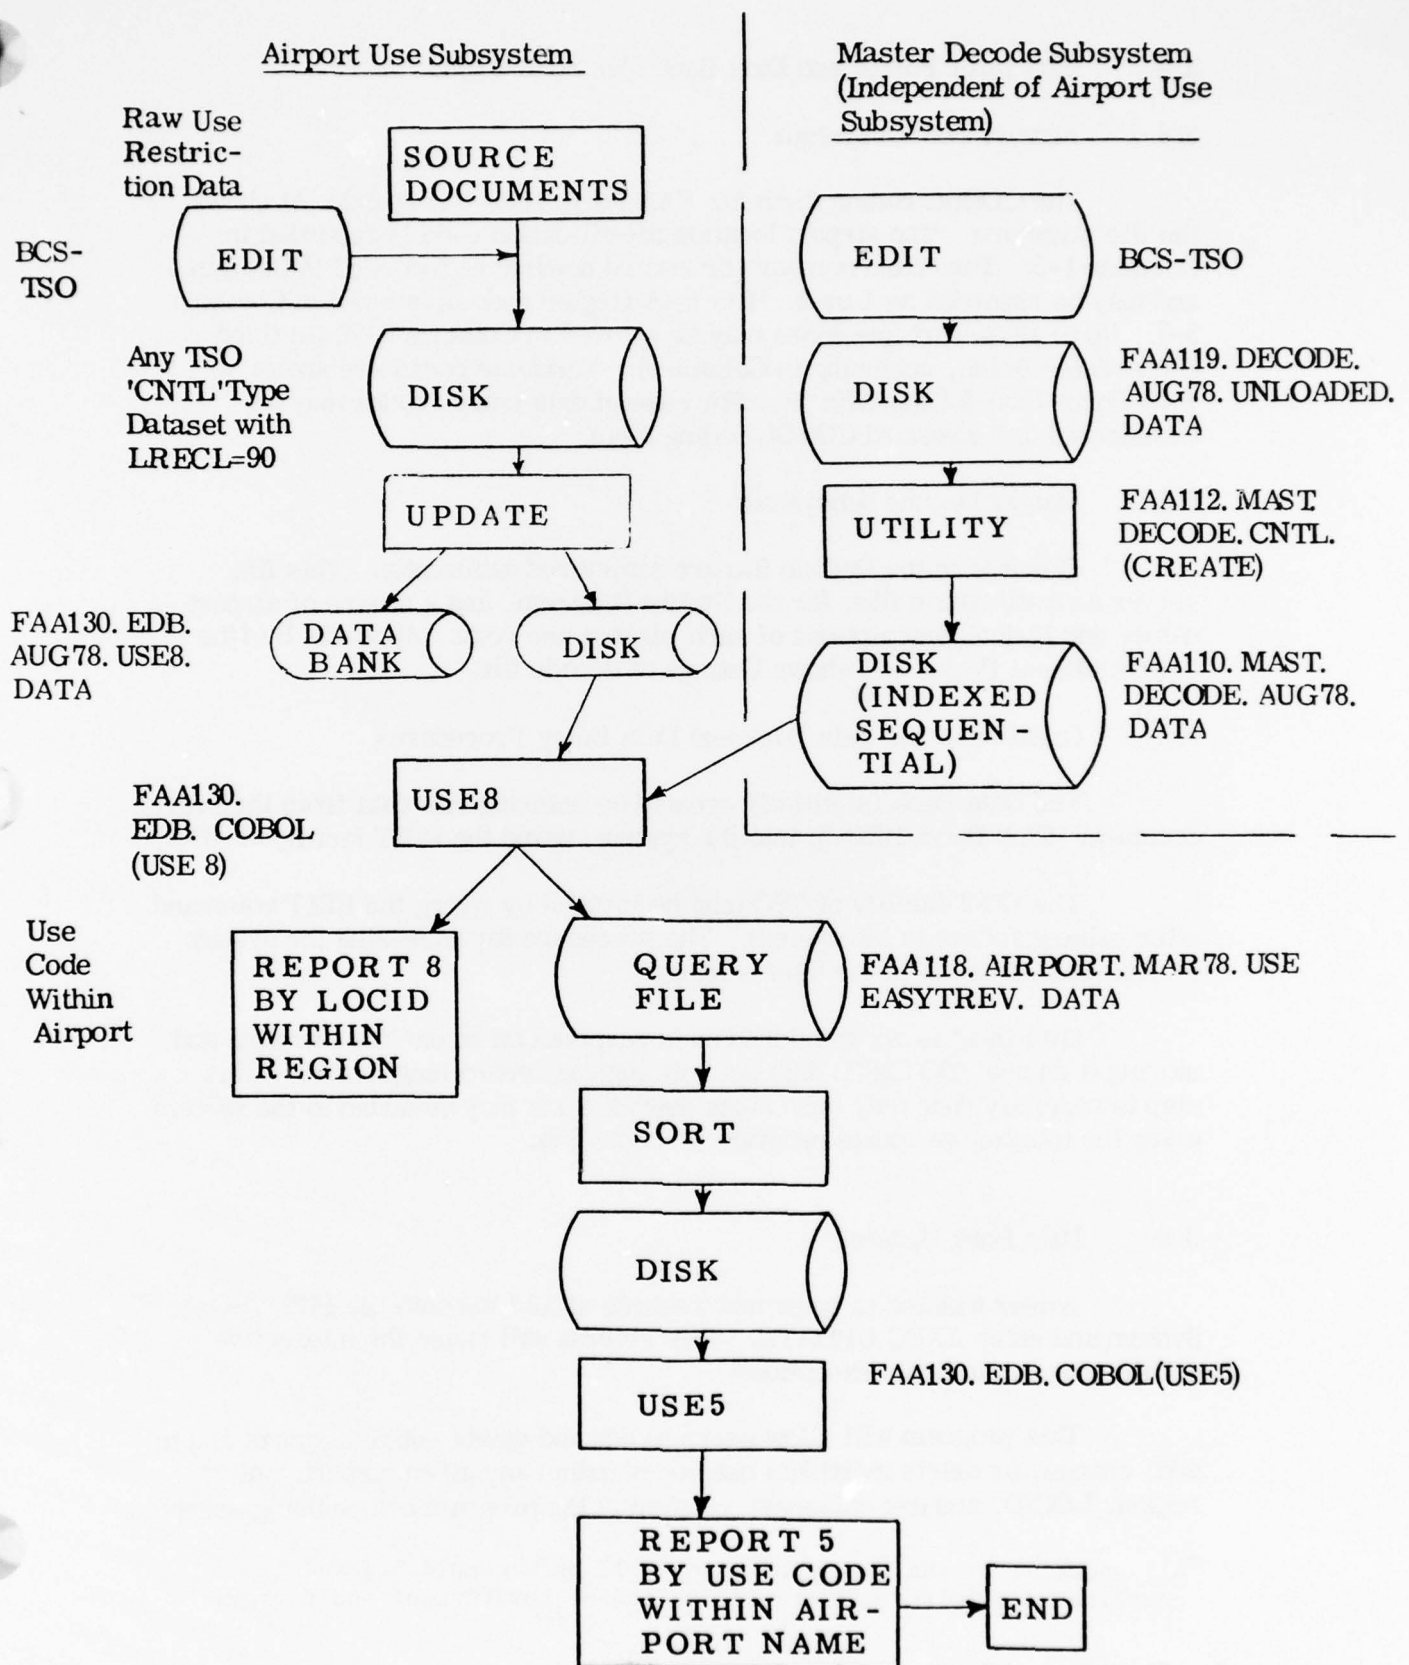 Airport Use Subsystem
Master Decode Subsystem
(Independent of Airport Use
Subsystem)
Raw Use
Restric-
tion Data
SOURCE
DOCUMENTS
BCS-
TSO
EDIT
EDIT
BCS-TSO
Any TSO
'CNTL' Type
Dataset with
LRECL=90
DISK
DISK
FAA119. DECODE.
AUG78. UNLOADED.
DATA
UPDATE
UTILITY
FAA112. MAST.
DECODE. CNTL.
(CREATE)
FAA130. EDB.
AUG78. USE8.
DATA
DATA
BANK
DISK
DISK
(INDEXED
SEQUEN-
TIAL)
FAA110. MAST.
DECODE. AUG78.
DATA
FAA130.
EDB. COBOL
(USE 8)
USE8
Use
Code
Within
Airport
REPORT 8
BY LOCID
WITHIN
REGION
QUERY
FILE
FAA118. AIRPORT. MAR78. USE
EASYTREV. DATA
SORT
DISK
USE5
FAA130. EDB. COBOL(USE5)
REPORT 5
BY USE CODE
WITHIN AIR-
PORT NAME
END